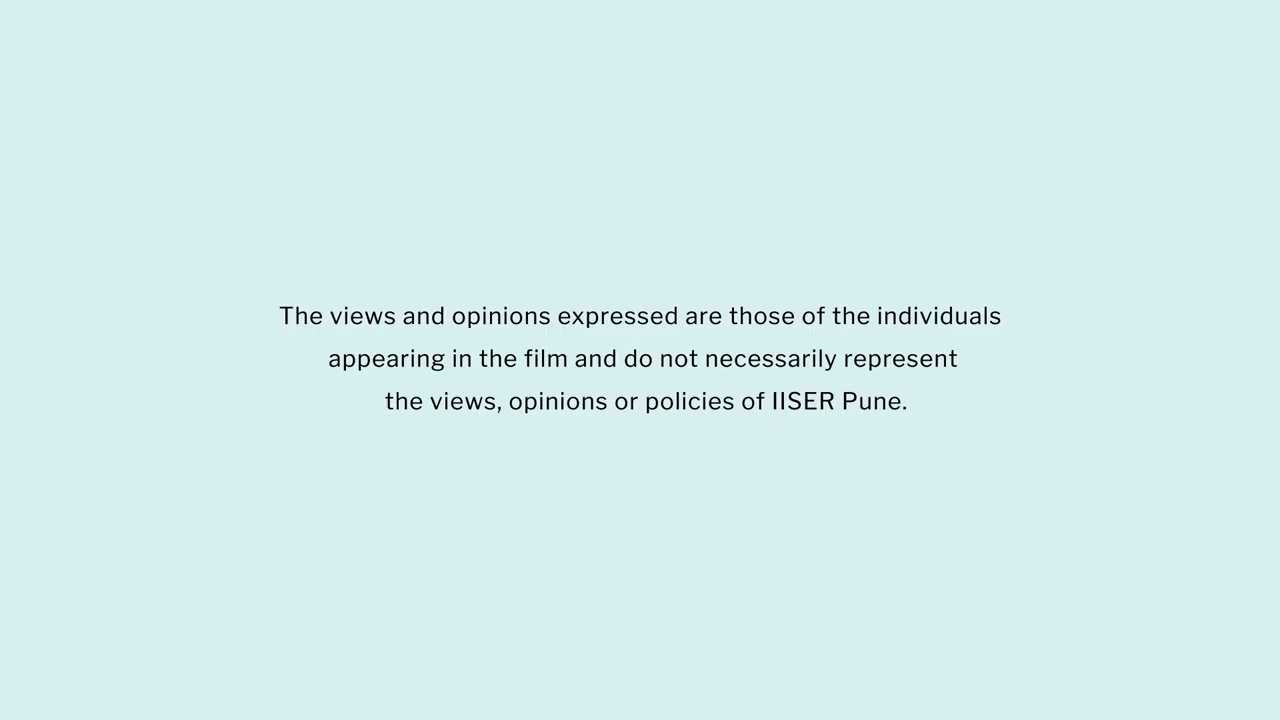 The views and opinions expressed are those of the individuals
appearing in the film and do not necessarily represent
the views, opinions or policies of IISER Pune.